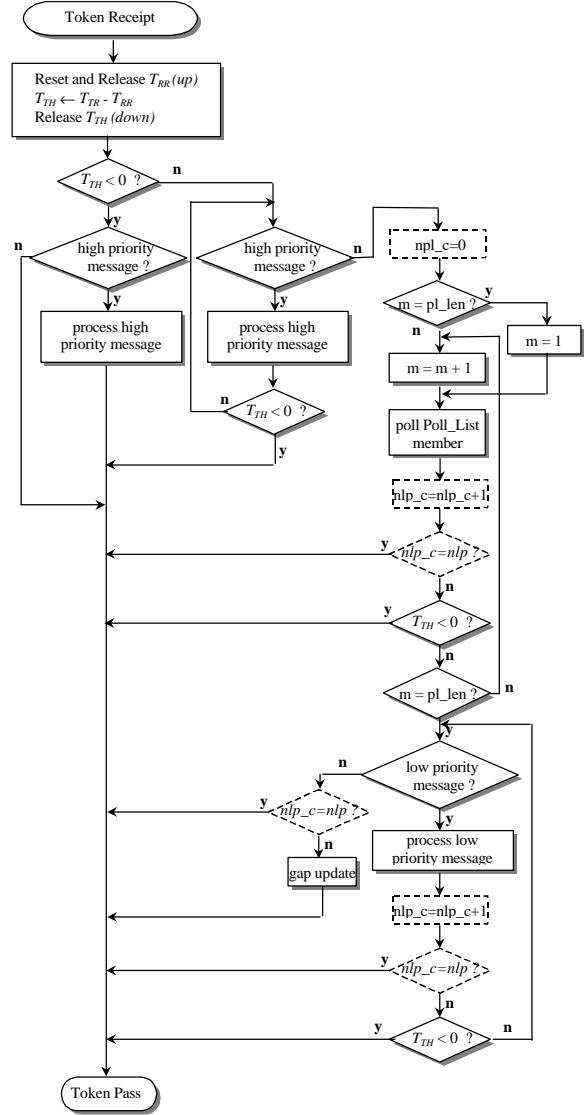 Token Receipt
Reset and Release T_RR (up)
T_TH ← T_TR - T_RR
Release T_TH (down)
T_TH < 0 ?
n
y
n
high priority
message ?
y
process high
priority message
high priority
message ?
n
y
process high
priority message
n
T_TH < 0 ?
y
npl_c=0
m = pl_len ?
y
n
m = 1
m = m + 1
poll Poll_List
member
nlp_c=nlp_c+1
y
nlp_c=nlp ?
n
y
T_TH < 0 ?
n
m = pl_len ?
n
y
n
low priority
message ?
y
nlp_c=nlp ?
y
n
gap update
process low
priority message
nlp_c=nlp_c+1
y
nlp_c=nlp ?
n
y
T_TH < 0 ?
n
Token Pass